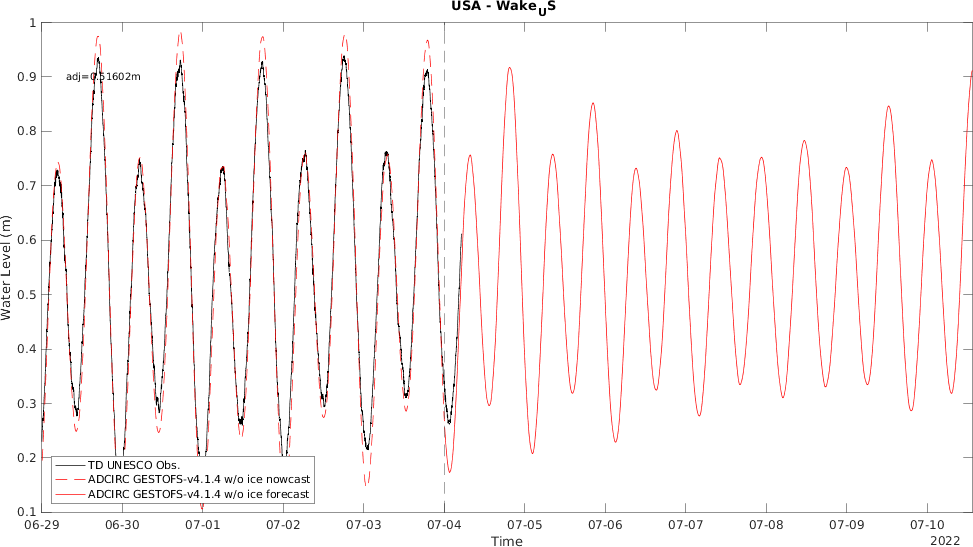 USA - WakeUS
adj=0.51602m
1
0.9
0.8
0.7
0.6
0.5
0.4
0.3
0.2
0.1
Water Level (m)
TD UNESCO Obs.
ADCIRC GESTOFS-v4.1.4 w/o ice nowcast
ADCIRC GESTOFS-v4.1.4 w/o ice forecast
06-29 06-30 07-01 07-02 07-03 07-04 07-05 07-06 07-07 07-08 07-09 07-10
Time
2022